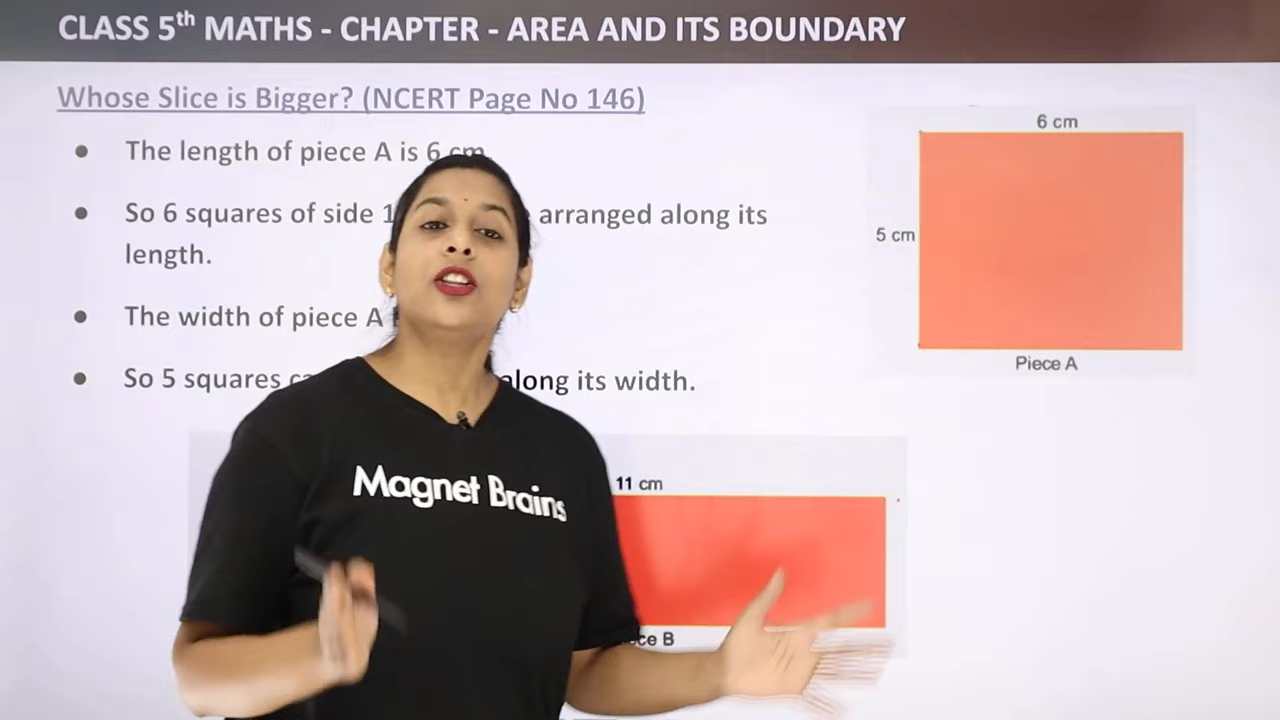 CLASS 5th MATHS - CHAPTER - AREA AND ITS BOUNDARY
Whose Slice is Bigger? (NCERT Page No 146)
● The length of piece A is 6 cm
● So 6 squares of side 1 arranged along its
length.
● The width of piece A
● So 5 squares along its width.
6 cm
5 cm
Piece A
11 cm
B
Magnet Brains